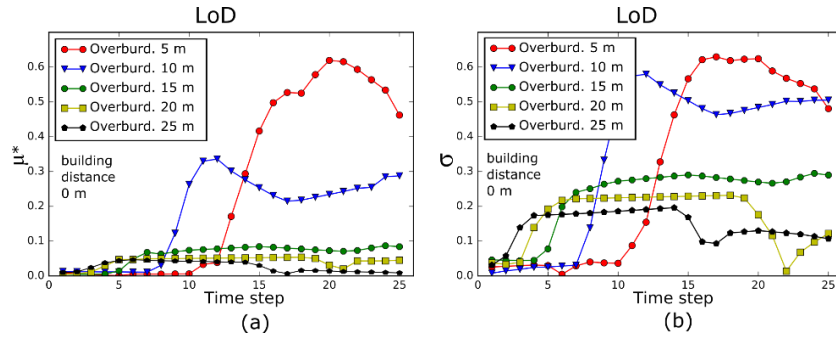 LoD
Overburd. 5 m
Overburd. 10 m
Overburd. 15 m
Overburd. 20 m
Overburd. 25 m
building
distance
0 m
μ*
0.6
0.5
0.4
0.3
0.2
0.1
0.0
0 5 10 15 20 25
Time step
(a)
LoD
Overburd. 5 m
Overburd. 10 m
Overburd. 15 m
Overburd. 20 m
Overburd. 25 m
building
distance
0 m
σ
0.6
0.5
0.4
0.3
0.2
0.1
0.0
0 5 10 15 20 25
Time step
(b)